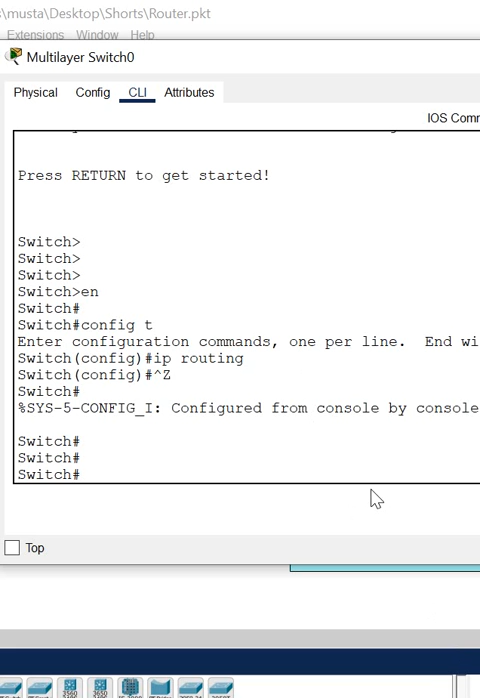 s\musta\Desktop\Shorts\Router.pkt
Extensions Window Help
Multilayer Switch0
Physical Config CLI Attributes
IOS Comm
Press RETURN to get started!
Switch>
Switch>
Switch>
Switch>en
Switch#
Switch#config t
Enter configuration commands, one per line. End wi
Switch(config)#ip routing
Switch(config)#^Z
Switch#
%SYS-5-CONFIG_I: Configured from console by console
Switch#
Switch#
Switch#
Top
3560 3650